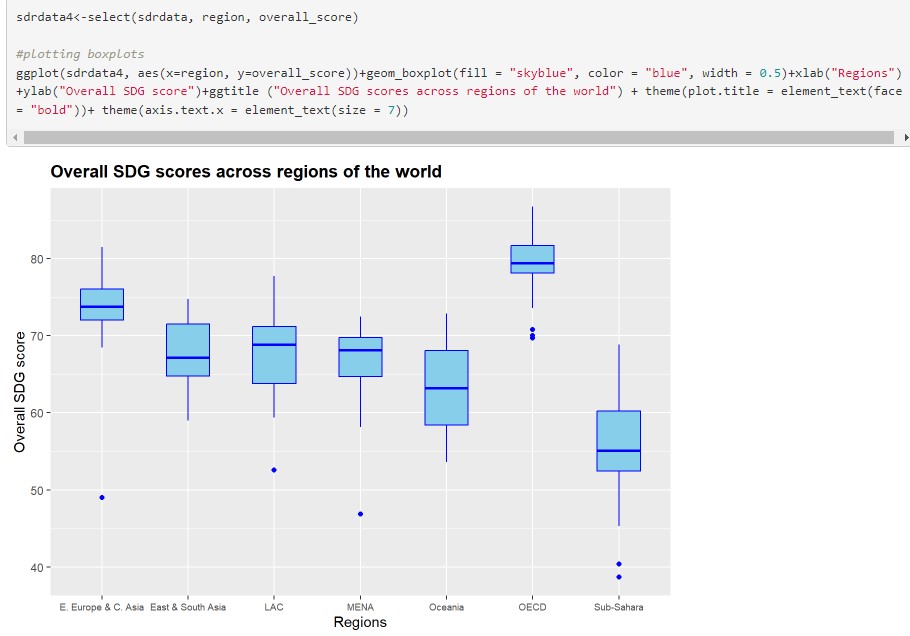 sdrdata4<-select(sdrdata, region, overall_score)
#plotting boxplots
ggplot(sdrdata4, aes(x=region, y=overall_score))+geom_boxplot(fill = "skyblue", color = "blue", width = 0.5)+xlab("Regions")
+ylab("Overall SDG score")+ggtitle ("Overall SDG scores across regions of the world") + theme(plot.title = element_text(face
= "bold"))+ theme(axis.text.x = element_text(size = 7))
Overall SDG scores across regions of the world
Overall SDG score
80
70
60
50
40
E. Europe & C. Asia East & South Asia LAC MENA Oceania OECD Sub-Sahara
Regions